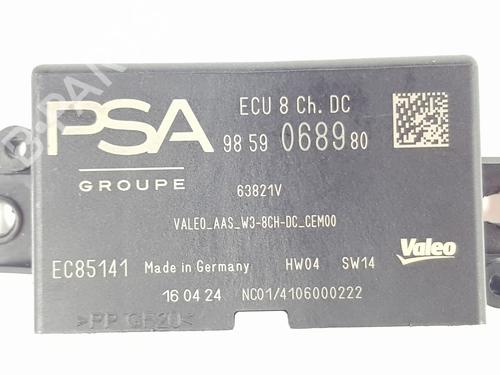 PSA
GROUPE
ECU 8 Ch. DC
98 59 0689 80
63821V
VALEO_AAS_W3-8CH-DC_CEM00
EC85141 Made in Germany HW04 SW14
Valeo
16 04 24 NC01/4106000222
>PP GF20<
B-PARTS